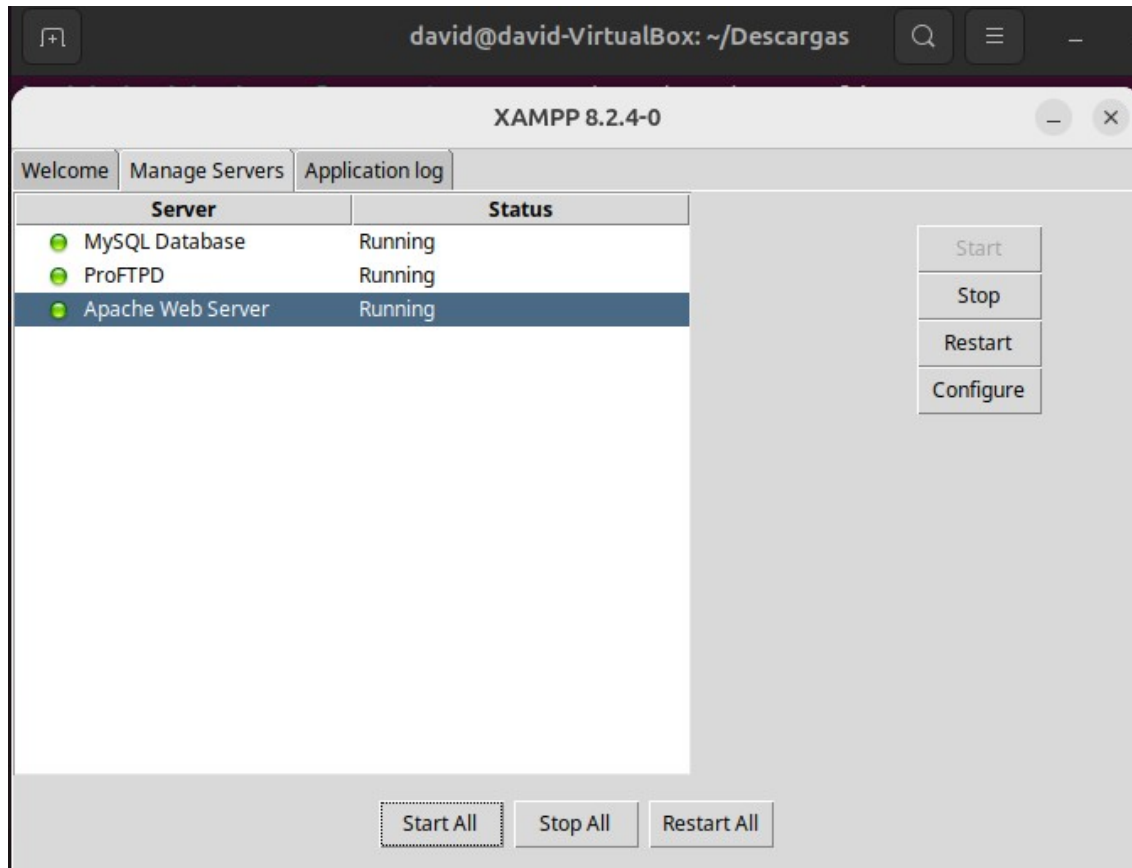 david@david-VirtualBox: ~/Descargas
XAMPP 8.2.4-0
Welcome Manage Servers Application log
Server Status
MySQL Database Running
ProFTPD Running
Apache Web Server Running
Start
Stop
Restart
Configure
Start All Stop All Restart All